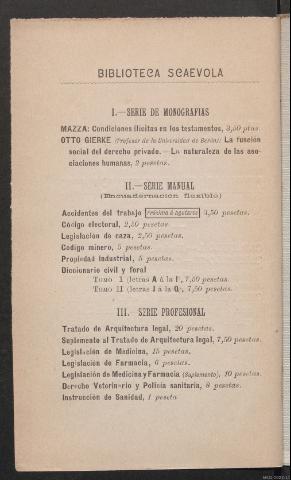 BIBLIOTECA SCAEVOLA
I.—SERIE DE MONOGRAFIAS
MAZZA: Condiciones ilícitas en los testamentos, 3,50 ptas.
OTTO GIERKE (Profesor de la Universidad de Berlín): La función
social del derecho privado.—La naturaleza de las aso-
ciaciones humanas, 2 pesetas.
II.—SERIE MANUAL
(Encuadernación flexible)
Accidentes del trabajo (Próxima á agotarse) 3,50 pesetas.
Código electoral, 2,50 pesetas.
Legislación de caza, 2,50 pesetas.
Código minero, 5 pesetas.
Propiedad industrial, 5 pesetas.
Diccionario civil y foral
Tomo I (letras A á la I), 7,50 pesetas.
Tomo II (letras J á la Q), 7,50 pesetas.
III.—SERIE PROFESIONAL
Tratado de Arquitectura legal, 20 pesetas.
Suplemento al Tratado de Arquitectura legal, 7,50 pesetas.
Legislación de Medicina, 15 pesetas.
Legislación de Farmacia, 6 pesetas.
Legislación de Medicina y Farmacia (Suplemento), 10 pesetas.
Derecho Veterinario y Policía sanitaria, 8 pesetas.
Instrucción de Sanidad, 1 peseta